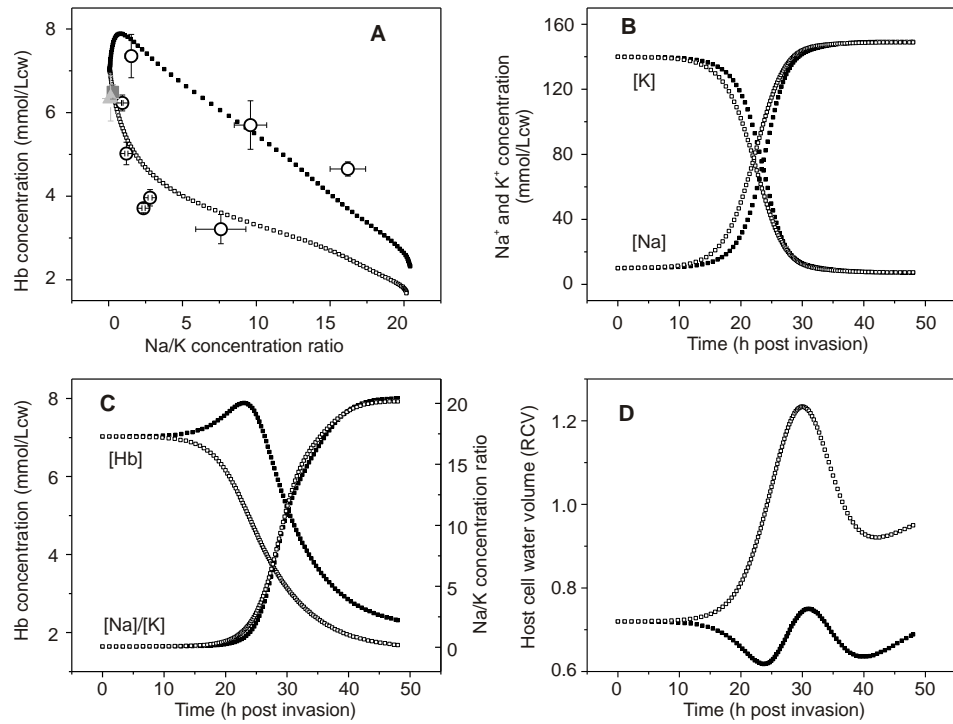 A
Hb concentration (mmol/Lcw)
8
6
4
2
0
5
10
15
20
Na/K concentration ratio
B
Na⁺ and K⁺ concentration
(mmol/Lcw)
160
120
80
40
0
[K]
[Na]
0
10
20
30
40
50
Time (h post invasion)
C
Hb concentration (mmol/Lcw)
8
6
4
2
[Hb]
[Na]/[K]
20
15
10
5
0
Na/K concentration ratio
0
10
20
30
40
50
Time (h post invasion)
D
Host cell water volume (RCV)
1.2
1.0
0.8
0.6
0
10
20
30
40
50
Time (h post invasion)